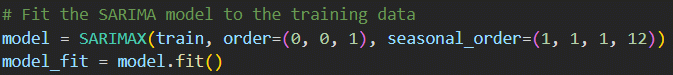 # Fit the SARIMA model to the training data
model = SARIMAX(train, order=(0, 0, 1), seasonal_order=(1, 1, 1, 12))
model_fit = model.fit()